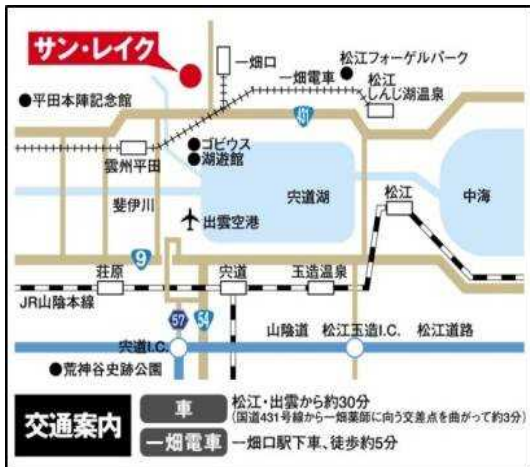 サン・レイク
一畑口
松江フォーゲルパーク
一畑電車
松江
しんじ湖温泉
●平田本陣記念館
431
ゴビウス
湖遊館
雲州平田
斐伊川
出雲空港
宍道湖
松江
中海
9
荘原
宍道
玉造温泉
JR山陰本線
57
54
山陰道
松江玉造I.C.
松江道路
宍道I.C.
●荒神谷史跡公園
交通案内
車
松江・出雲から約30分
(国道431号線から一畑薬師に向う交差点を曲がって約3分)
一畑電車
一畑口駅下車、徒歩約5分